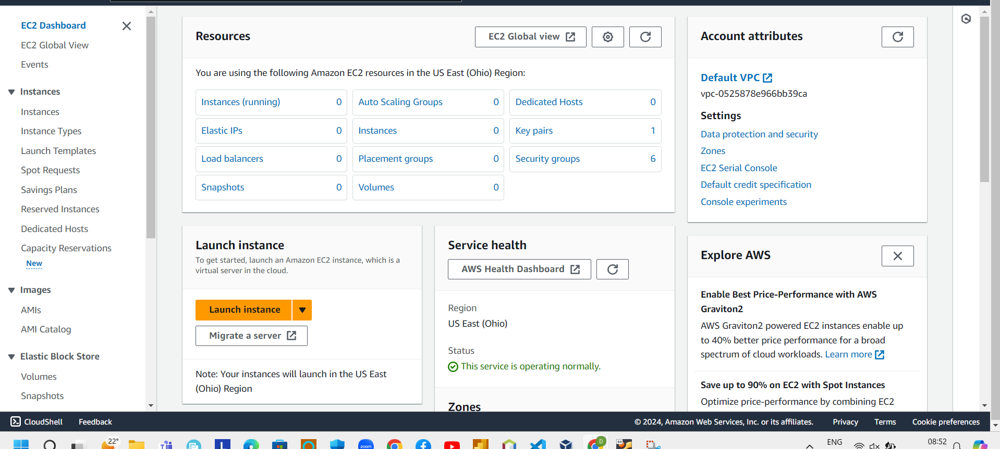 EC2 Dashboard
EC2 Global View
Events
Instances
Instances
Instance Types
Launch Templates
Spot Requests
Savings Plans
Reserved Instances
Dedicated Hosts
Capacity Reservations
New
Images
AMIs
AMI Catalog
Elastic Block Store
Volumes
Snapshots
Resources
EC2 Global view
You are using the following Amazon EC2 resources in the US East (Ohio) Region:
Instances (running) 0
Auto Scaling Groups 0
Dedicated Hosts 0
Elastic IPs 0
Instances 0
Key pairs 1
Load balancers 0
Placement groups 0
Security groups 6
Snapshots 0
Volumes 0
Launch instance
To get started, launch an Amazon EC2 instance, which is a
virtual server in the cloud.
Launch instance
Migrate a server
Note: Your instances will launch in the US East
(Ohio) Region
Service health
AWS Health Dashboard
Region
US East (Ohio)
Status
This service is operating normally.
Zones
Account attributes
Default VPC
vpc-0525878e966bb39ca
Settings
Data protection and security
Zones
EC2 Serial Console
Default credit specification
Console experiments
Explore AWS
Enable Best Price-Performance with AWS
Graviton2
AWS Graviton2 powered EC2 instances enable up
to 40% better price performance for a broad
spectrum of cloud workloads. Learn more
Save up to 90% on EC2 with Spot Instances
Optimize price-performance by combining EC2
CloudShell
Feedback
© 2024, Amazon Web Services, Inc. or its affiliates.
Privacy
Terms
Cookie preferences
22°
zoom
D
64
ENG
08:52